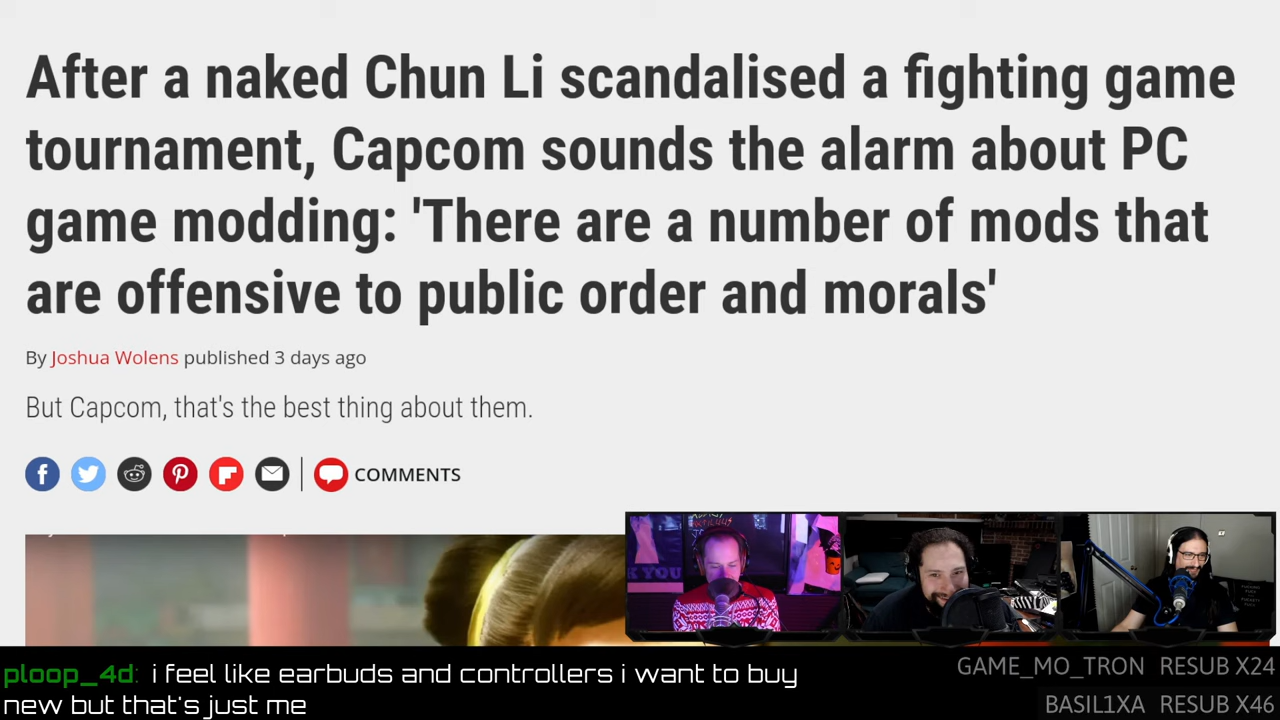 After a naked Chun Li scandalised a fighting game
tournament, Capcom sounds the alarm about PC
game modding: 'There are a number of mods that
are offensive to public order and morals'
By Joshua Wolens published 3 days ago
But Capcom, that's the best thing about them.
COMMENTS
ploop_4d: i feel like earbuds and controllers i want to buy
new but that's just me
GAME_MO_TRON RESUB X24
BASIL1XA RESUB X46